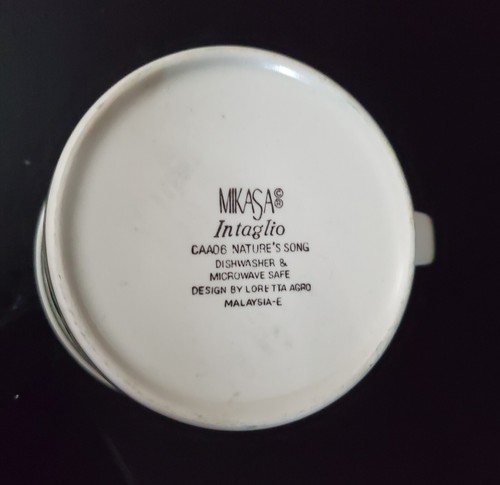 MIKASA©®
Intaglio
CAA06 NATURE'S SONG
DISHWASHER &
MICROWAVE SAFE
DESIGN BY LORETTA AGRO
MALAYSIA-E